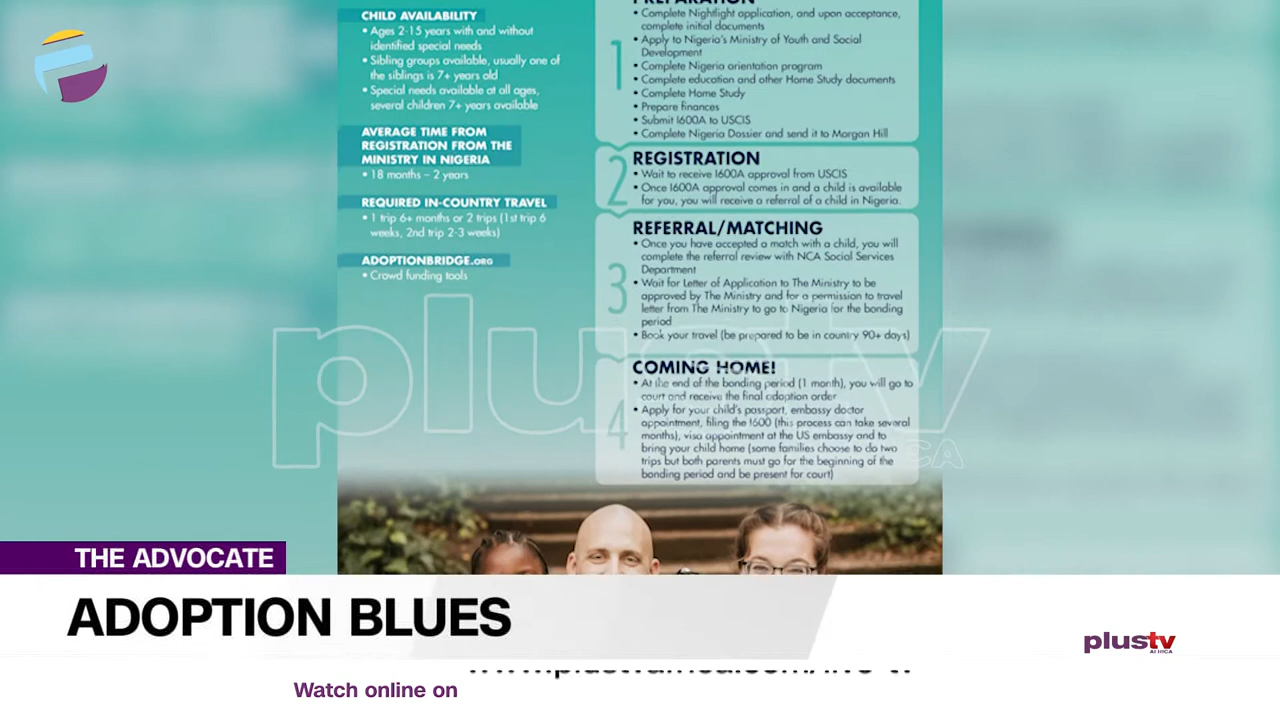 CHILD AVAILABILITY
• Ages 2-15 years with and without
identified special needs
• Sibling groups available, usually one of
the siblings is 7+ years old
• Special needs available at all ages,
several children 7+ years available
AVERAGE TIME FROM
REGISTRATION FROM THE
MINISTRY IN NIGERIA
• 18 months – 2 years
REQUIRED IN-COUNTRY TRAVEL
• 1 trip 6+ months or 2 trips (1st trip 6
weeks, 2nd trip 2-3 weeks)
ADOPTIONBRIDGE.ORG
• Crowd funding tools
PREPARATION
1
• Complete Nightlight application, and upon acceptance,
complete initial documents
• Apply to Nigeria's Ministry of Youth and Social
Development
• Complete Nigeria orientation program
• Complete education and other Home Study documents
• Complete Home Study
• Prepare finances
• Submit I600A to USCIS
• Complete Nigeria Dossier and send it to Morgan Hill
2
REGISTRATION
• Wait to receive I600A approval from USCIS
• Once I600A approval comes in and a child is available
for you, you will receive a referral of a child in Nigeria.
3
REFERRAL/MATCHING
• Once you have accepted a match with a child, you will
complete the referral review with NCA Social Services
Department
• Wait for Letter of Application to The Ministry to be
approved by The Ministry and for a permission to travel
letter from The Ministry to go to Nigeria for the bonding
period
• Book your travel (be prepared to be in country 90+ days)
4
COMING HOME!
• At the end of the bonding period (1 month), you will go to
court and receive the final adoption order
• Apply for your child's passport, embassy doctor
appointment, filing the I600 (this process can take several
months), visa appointment at the US embassy and to
bring your child home (some families choose to do two
trips but both parents must go for the beginning of the
bonding period and be present for court)
plustv
THE ADVOCATE
ADOPTION BLUES
plustv
AFRICA
Watch online on